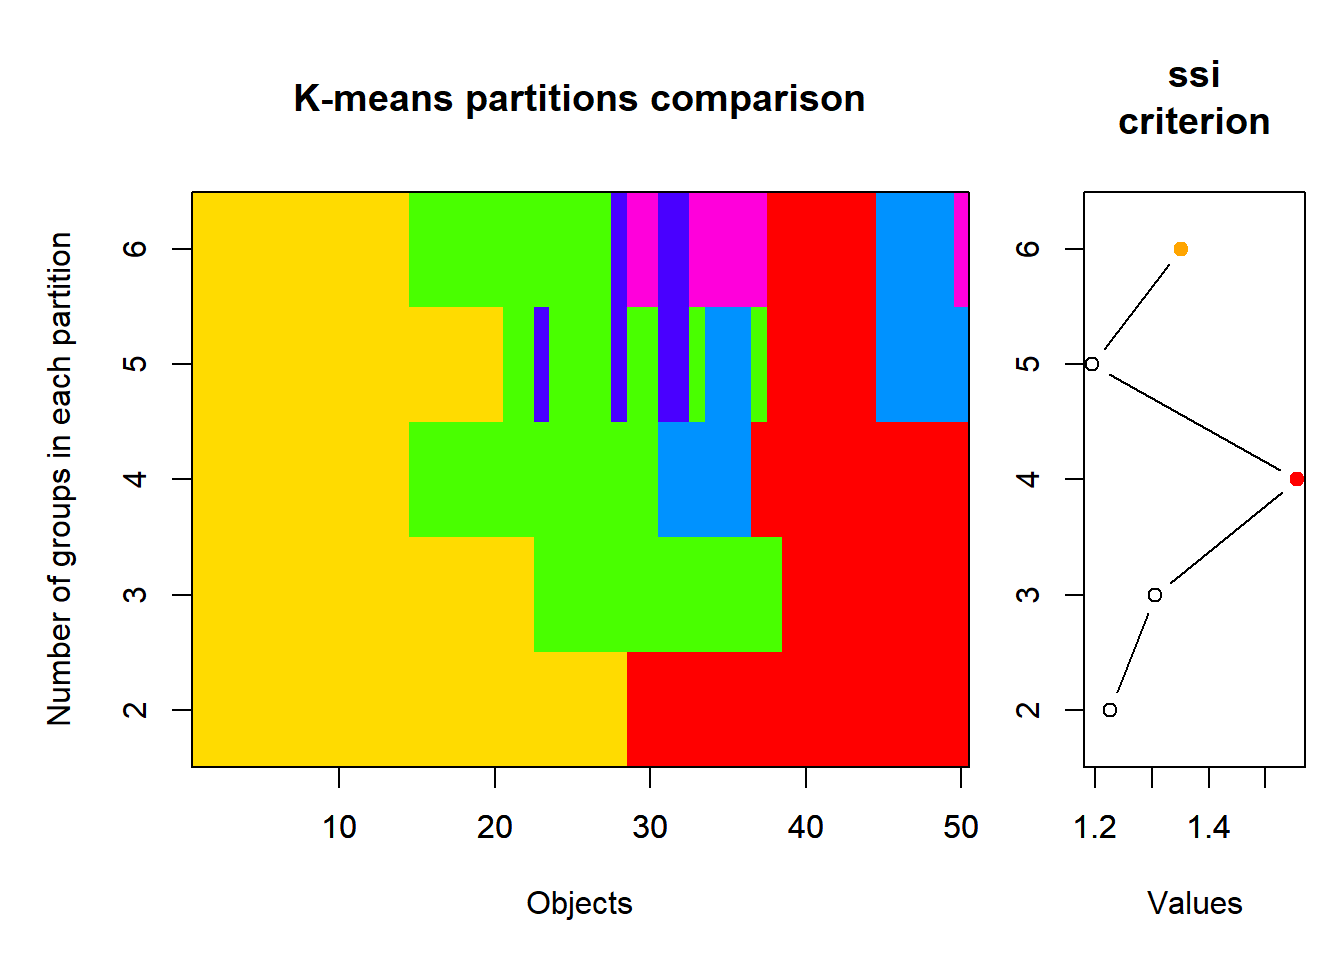 K-means partitions comparison
ssi
criterion
Number of groups in each partition
6
5
4
3
2
10 20 30 40 50
Objects
6
5
4
3
2
1.2 1.4
Values